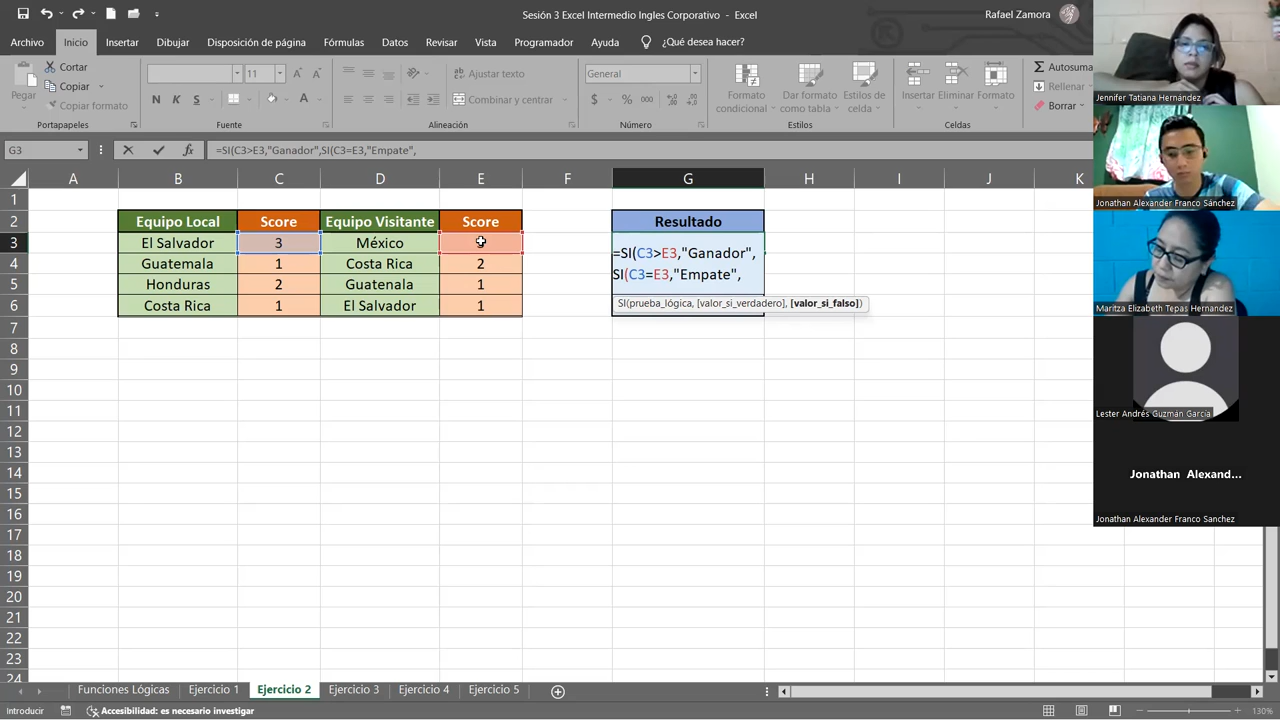 Sesión 3 Excel Intermedio Ingles Corporativo - Excel
Rafael Zamora
Archivo Inicio Insertar Dibujar Disposición de página Fórmulas Datos Revisar Vista Programador Ayuda ¿Qué desea hacer?
Pegar
Cortar
Copiar
Copiar formato
Portapapeles
11
N K S
Fuente
Ajustar texto
Combinar y centrar
Alineación
General
$ % 000
Número
Formato condicional
Dar formato como tabla
Estilos de celda
Estilos
Insertar Eliminar Formato
Celdas
Autosuma
Rellenar
Borrar
G3
=SI(C3>E3,"Ganador",SI(C3=E3,"Empate",
A B C D E F G H I J K
1
2 Equipo Local Score Equipo Visitante Score Resultado
3 El Salvador 3 México
4 Guatemala 1 Costa Rica 2
5 Honduras 2 Guatenala 1
6 Costa Rica 1 El Salvador 1
=SI(C3>E3,"Ganador",
SI(C3=E3,"Empate",
SI(prueba_lógica, [valor_si_verdadero], [valor_si_falso])
7
8
9
10
11
12
13
14
15
16
17
18
19
20
21
22
23
24
Funciones Lógicas Ejercicio 1 Ejercicio 2 Ejercicio 3 Ejercicio 4 Ejercicio 5
Introducir
Accesibilidad: es necesario investigar
130%
Jennifer Tatiana Hernández
Jonathan Alexander Franco Sánchez
Maritza Elizabeth Tepas Hernandez
Lester Andrés Guzmán García
Jonathan Alexand...
Jonathan Alexander Franco Sanchez